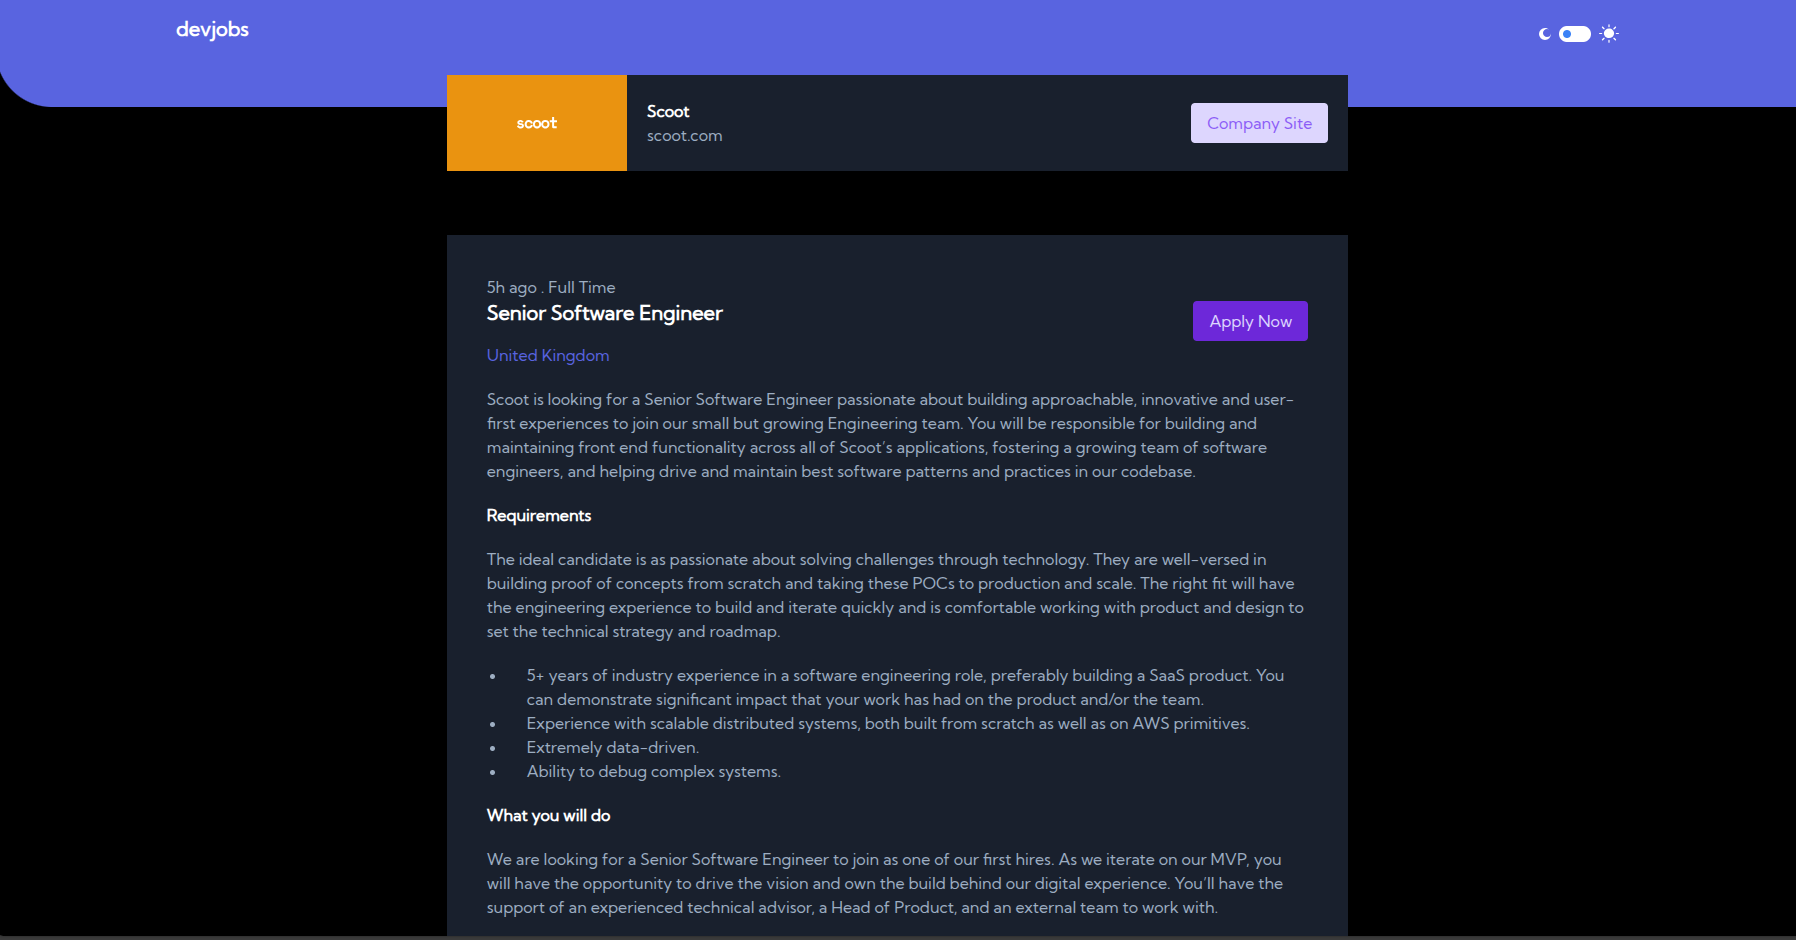 devjobs
scoot
Scoot
scoot.com
Company Site
5h ago . Full Time
Senior Software Engineer
Apply Now
United Kingdom
Scoot is looking for a Senior Software Engineer passionate about building approachable, innovative and user-
first experiences to join our small but growing Engineering team. You will be responsible for building and
maintaining front end functionality across all of Scoot’s applications, fostering a growing team of software
engineers, and helping drive and maintain best software patterns and practices in our codebase.
Requirements
The ideal candidate is as passionate about solving challenges through technology. They are well-versed in
building proof of concepts from scratch and taking these POCs to production and scale. The right fit will have
the engineering experience to build and iterate quickly and is comfortable working with product and design to
set the technical strategy and roadmap.
• 5+ years of industry experience in a software engineering role, preferably building a SaaS product. You
can demonstrate significant impact that your work has had on the product and/or the team.
• Experience with scalable distributed systems, both built from scratch as well as on AWS primitives.
• Extremely data-driven.
• Ability to debug complex systems.
What you will do
We are looking for a Senior Software Engineer to join as one of our first hires. As we iterate on our MVP, you
will have the opportunity to drive the vision and own the build behind our digital experience. You’ll have the
support of an experienced technical advisor, a Head of Product, and an external team to work with.